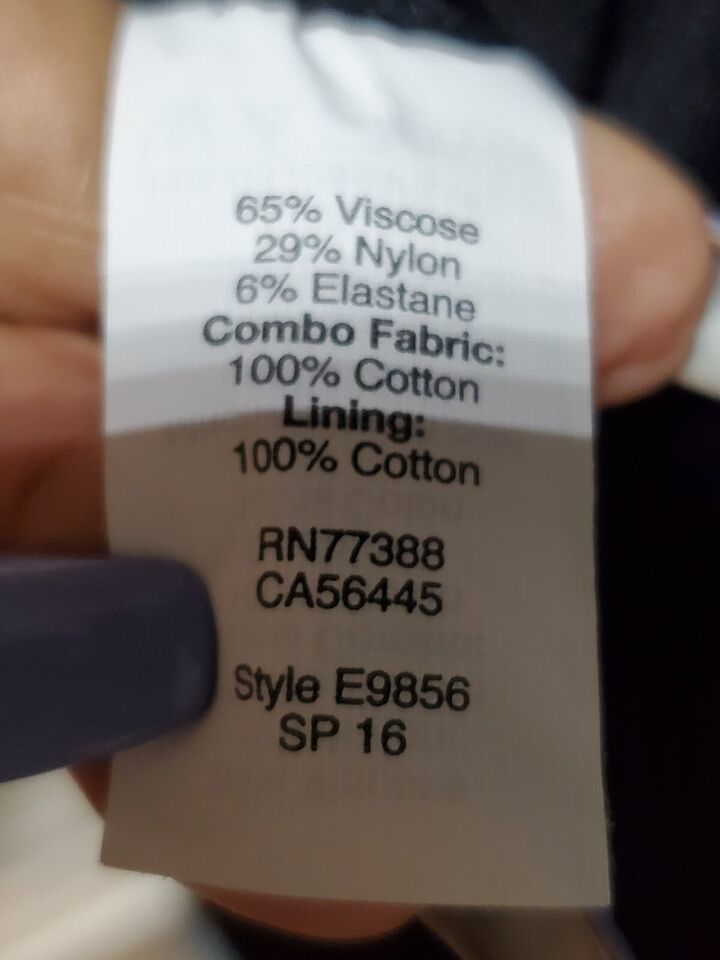 65% Viscose
29% Nylon
6% Elastane
Combo Fabric:
100% Cotton
Lining:
100% Cotton
RN77388
CA56445
Style E9856
SP 16